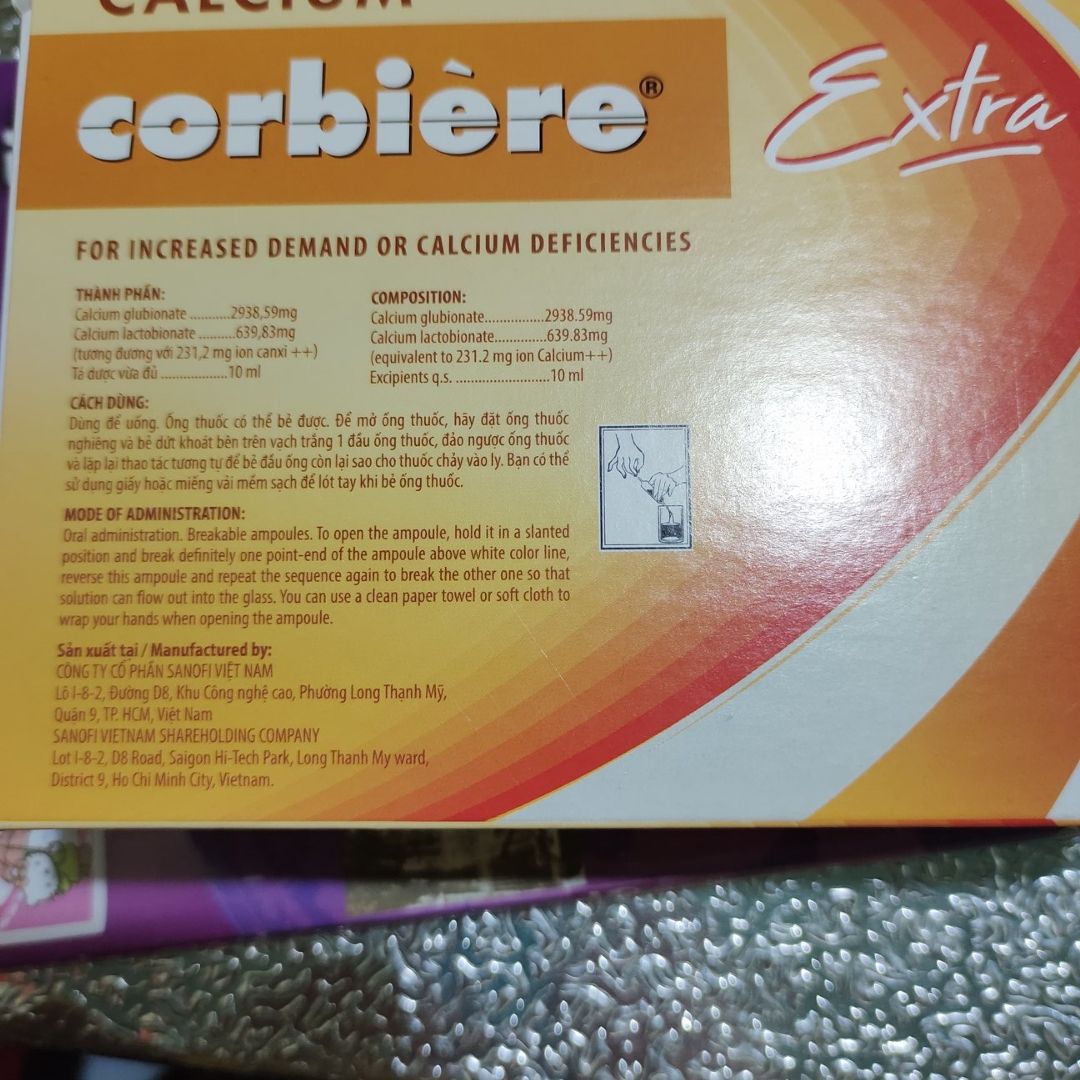 CALCIUM
corbière®
Extra
FOR INCREASED DEMAND OR CALCIUM DEFICIENCIES
THÀNH PHẦN:
Calcium glubionate ...........2938,59mg
Calcium lactobionate ..........639,83mg
(tương đương với 231,2 mg ion canxi ++)
Tá dược vừa đủ ..................10 ml
COMPOSITION:
Calcium glubionate................2938.59mg
Calcium lactobionate..............639.83mg
(equivalent to 231.2 mg ion Calcium++)
Excipients q.s. .........................10 ml
CÁCH DÙNG:
Dùng để uống. Ống thuốc có thể bẻ được. Để mở ống thuốc, hãy đặt ống thuốc
nghiêng và bẻ dứt khoát bên trên vạch trắng 1 đầu ống thuốc, đảo ngược ống thuốc
và lặp lại thao tác tương tự để bẻ đầu ống còn lại sao cho thuốc chảy vào ly. Bạn có thể
sử dụng giấy hoặc miếng vải mềm sạch để lót tay khi bẻ ống thuốc.
MODE OF ADMINISTRATION:
Oral administration. Breakable ampoules. To open the ampoule, hold it in a slanted
position and break definitely one point-end of the ampoule above white color line,
reverse this ampoule and repeat the sequence again to break the other one so that
solution can flow out into the glass. You can use a clean paper towel or soft cloth to
wrap your hands when opening the ampoule.
Sản xuất tại / Manufactured by:
CÔNG TY CỔ PHẦN SANOFI VIỆT NAM
Lô I-8-2, Đường D8, Khu Công nghệ cao, Phường Long Thạnh Mỹ,
Quận 9, TP. HCM, Việt Nam
SANOFI VIETNAM SHAREHOLDING COMPANY
Lot I-8-2, D8 Road, Saigon Hi-Tech Park, Long Thanh My ward,
District 9, Ho Chi Minh City, Vietnam.